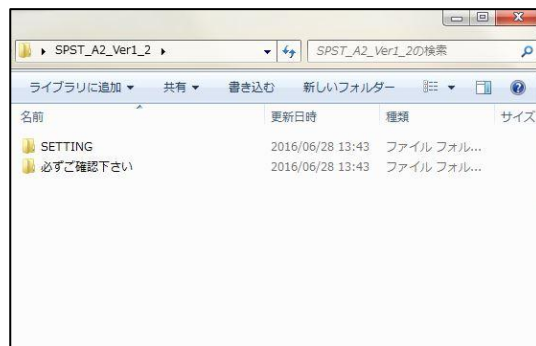 SPST_A2_Ver1_2
SPST_A2_Ver1_2の検索
ライブラリに追加 共有 書き込む 新しいフォルダー
名前 更新日時 種類 サイズ
SETTING 2016/06/28 13:43 ファイル フォル...
必ずご確認下さい 2016/06/28 13:43 ファイル フォル...